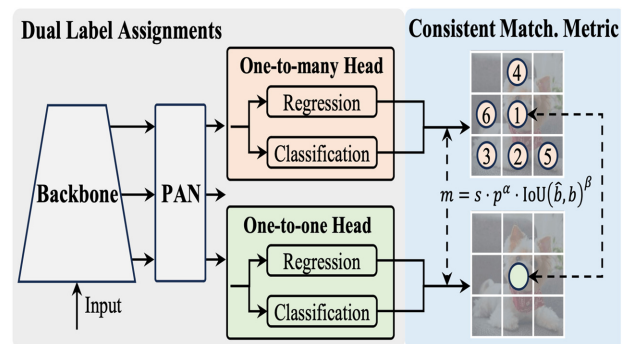 Dual Label Assignments
Consistent Match. Metric
One-to-many Head
Regression
Classification
Backbone
PAN
Input
One-to-one Head
Regression
Classification
4
6 1
3 2 5
m = s · p^α · IoU(b̂, b)^β